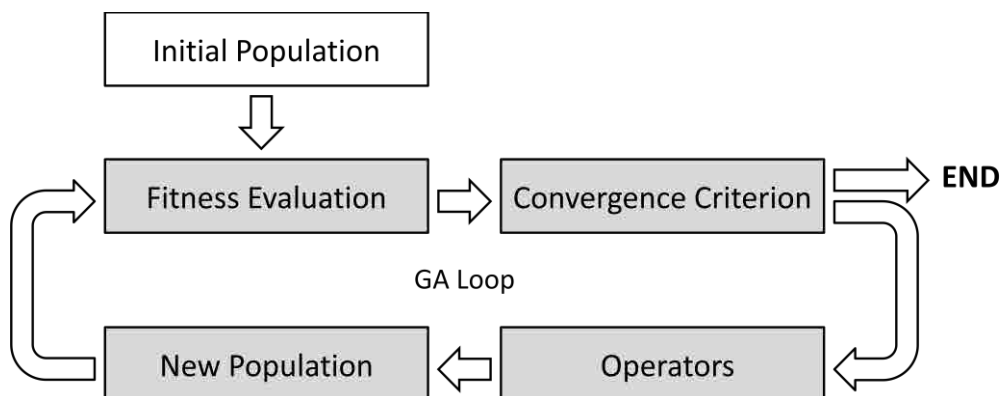 Initial Population
Fitness Evaluation
Convergence Criterion
END
GA Loop
New Population
Operators